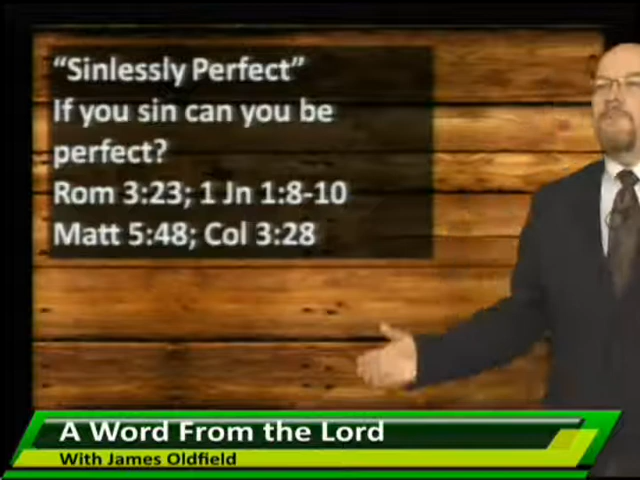 “Sinlessly Perfect”
If you sin can you be
perfect?
Rom 3:23; 1 Jn 1:8-10
Matt 5:48; Col 3:28
A Word From the Lord
With James Oldfield